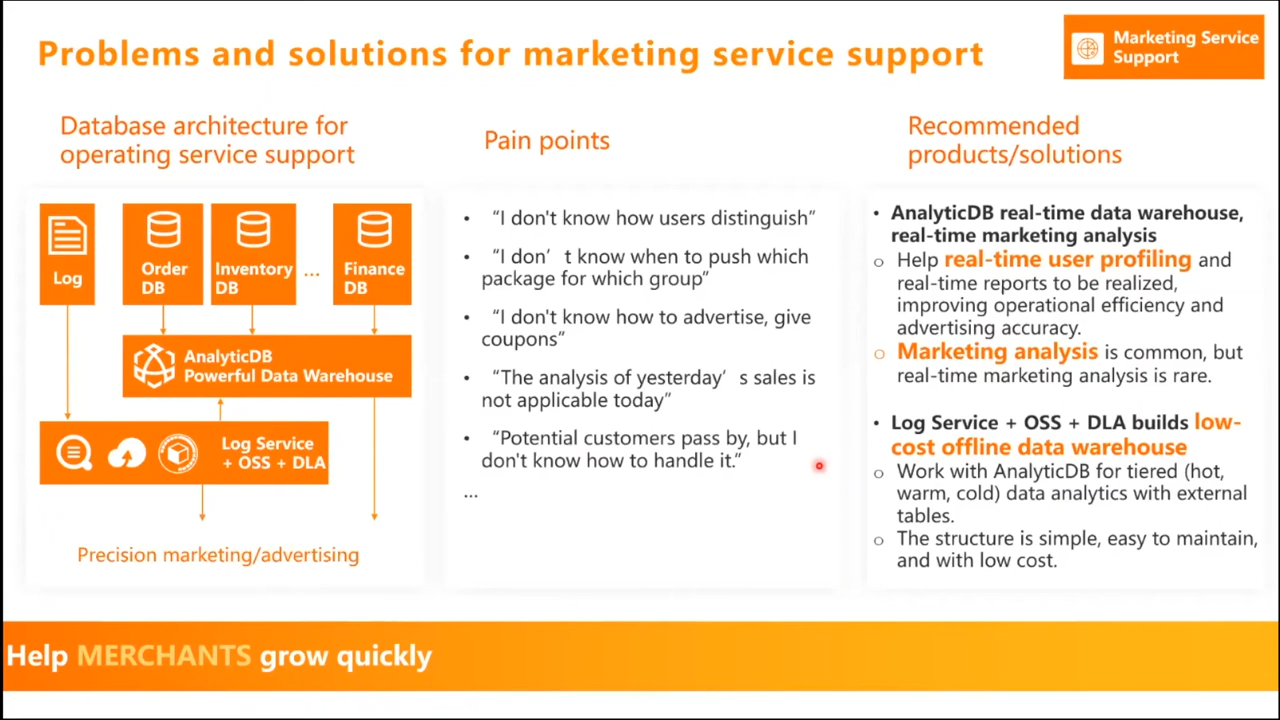 Problems and solutions for marketing service support
Marketing Service
Support
Database architecture for
operating service support
Log
Order
DB
Inventory
DB
...
Finance
DB
AnalyticDB
Powerful Data Warehouse
Log Service
+ OSS + DLA
Precision marketing/advertising
Pain points
• “I don't know how users distinguish”
• “I don’t know when to push which
package for which group”
• “I don't know how to advertise, give
coupons”
• “The analysis of yesterday’s sales is
not applicable today”
• “Potential customers pass by, but I
don't know how to handle it.”
...
Recommended
products/solutions
• AnalyticDB real-time data warehouse,
real-time marketing analysis
o Help real-time user profiling and
real-time reports to be realized,
improving operational efficiency and
advertising accuracy.
o Marketing analysis is common, but
real-time marketing analysis is rare.
• Log Service + OSS + DLA builds low-
cost offline data warehouse
o Work with AnalyticDB for tiered (hot,
warm, cold) data analytics with external
tables.
o The structure is simple, easy to maintain,
and with low cost.
Help MERCHANTS grow quickly